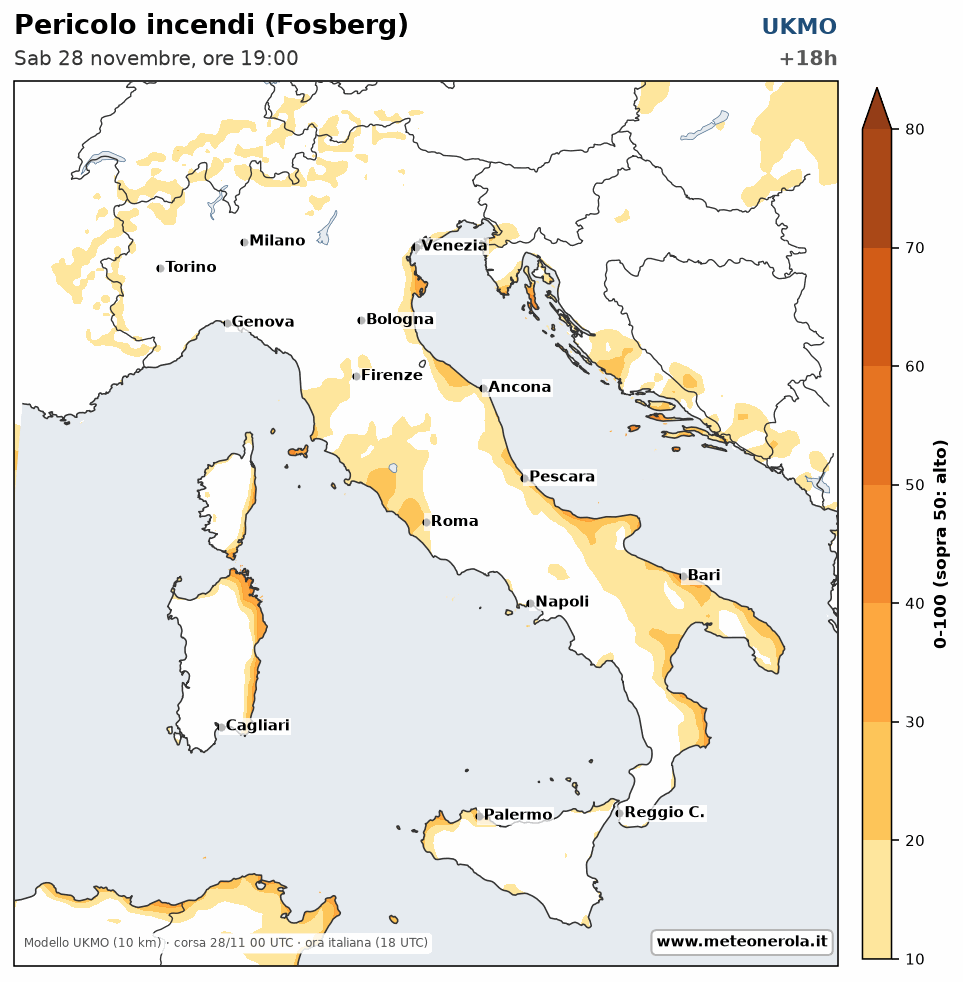 Pericolo incendi (Fosberg)
UKMO
Sab 28 novembre, ore 19:00
+18h
Milano
Venezia
Torino
Genova
Bologna
Firenze
Ancona
Pescara
Roma
Bari
Napoli
Cagliari
Palermo
Reggio C.
80
70
60
50
40
30
20
10
0-100 (sopra 50: alto)
Modello UKMO (10 km) · corsa 28/11 00 UTC · ora italiana (18 UTC)
www.meteonerola.it